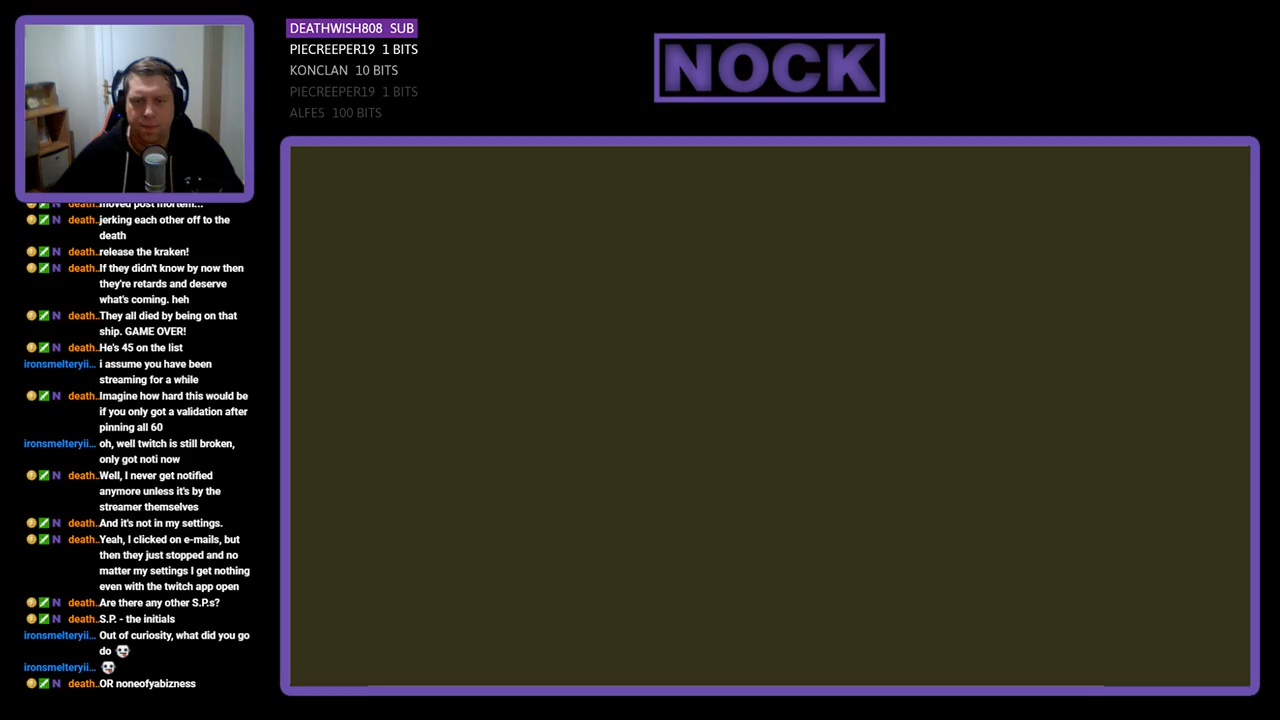 DEATHWISH808 SUB
PIECREEPER19 1 BITS
KONCLAN 10 BITS
PIECREEPER19 1 BITS
ALFE5 100 BITS
NOCK
N death.. moved post mortem...
N death.. jerking each other off to the
death
N death.. release the kraken!
N death.. If they didn't know by now then
they're retards and deserve
what's coming. heh
N death.. They all died by being on that
ship. GAME OVER!
N death.. He's 45 on the list
ironsmelteryii... i assume you have been
streaming for a while
N death.. Imagine how hard this would be
if you only got a validation after
pinning all 60
ironsmelteryii... oh, well twitch is still broken,
only got noti now
N death.. Well, I never get notified
anymore unless it's by the
streamer themselves
N death.. And it's not in my settings.
N death.. Yeah, I clicked on e-mails, but
then they just stopped and no
matter my settings I get nothing
even with the twitch app open
N death.. Are there any other S.P.s?
N death.. S.P. - the initials
ironsmelteryii... Out of curiosity, what did you go
do
ironsmelteryii...
N death.. OR noneofyabizness